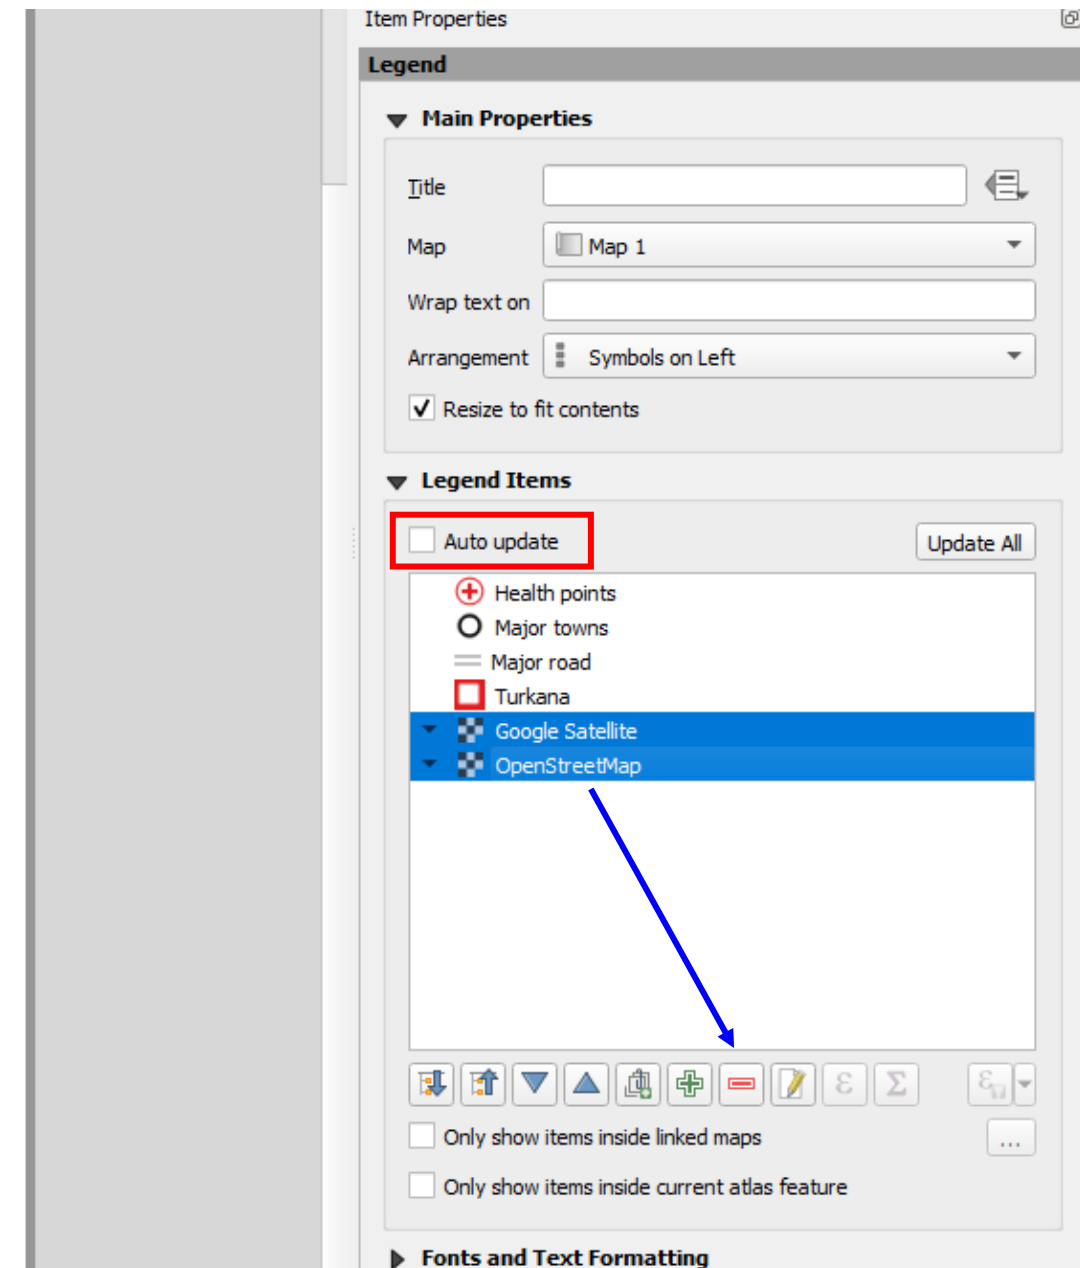 Item Properties
Legend
Main Properties
Title
Map Map 1
Wrap text on
Arrangement Symbols on Left
Resize to fit contents
Legend Items
Auto update Update All
Health points
Major towns
Major road
Turkana
Google Satellite
OpenStreetMap
ε Σ ε
Only show items inside linked maps ...
Only show items inside current atlas feature
Fonts and Text Formatting